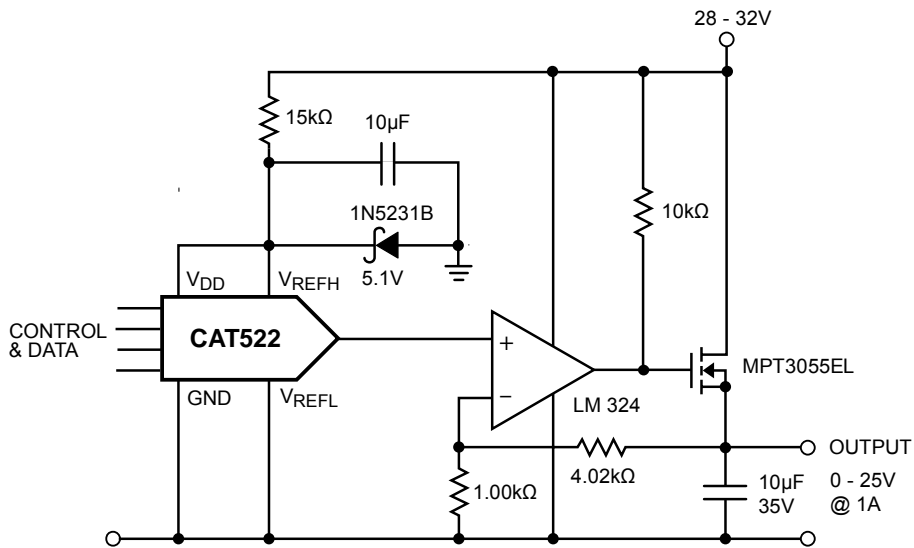 28 - 32V
15kΩ
10µF
10kΩ
1N5231B
5.1V
VDD
VREFH
CONTROL
& DATA
CAT522
+
MPT3055EL
GND
VREFL
−
LM 324
OUTPUT
4.02kΩ
1.00kΩ
10µF
35V
0 - 25V
@ 1A